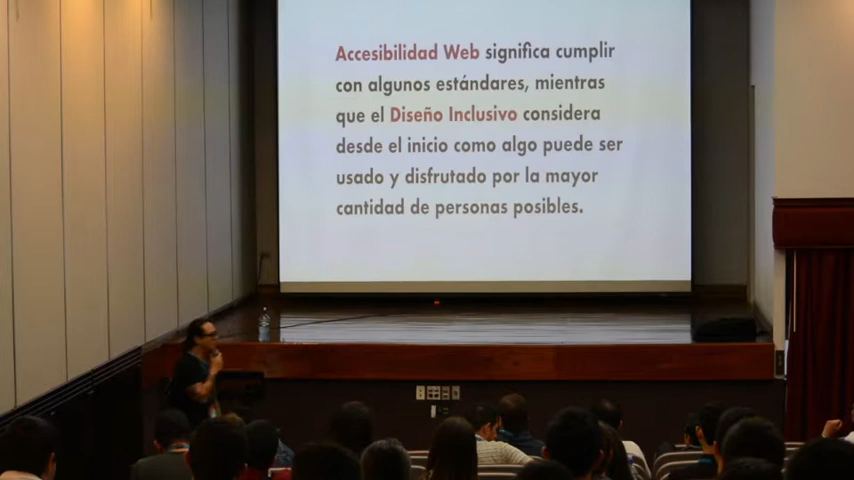 Accesibilidad Web significa cumplir
con algunos estándares, mientras
que el Diseño Inclusivo considera
desde el inicio como algo puede ser
usado y disfrutado por la mayor
cantidad de personas posibles.